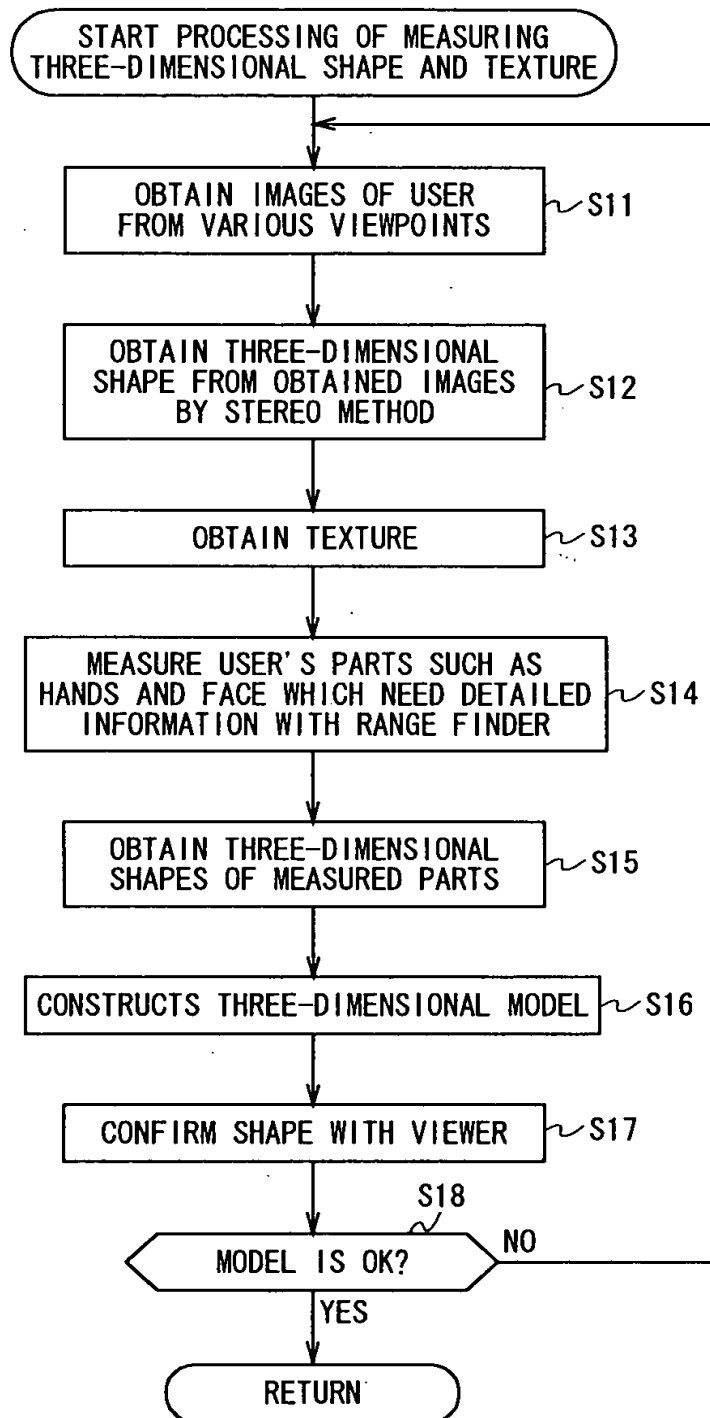 START PROCESSING OF MEASURING
THREE-DIMENSIONAL SHAPE AND TEXTURE
OBTAIN IMAGES OF USER
FROM VARIOUS VIEWPOINTS
S11
OBTAIN THREE-DIMENSIONAL
SHAPE FROM OBTAINED IMAGES
BY STEREO METHOD
S12
OBTAIN TEXTURE
S13
MEASURE USER'S PARTS SUCH AS
HANDS AND FACE WHICH NEED DETAILED
INFORMATION WITH RANGE FINDER
S14
OBTAIN THREE-DIMENSIONAL
SHAPES OF MEASURED PARTS
S15
CONSTRUCTS THREE-DIMENSIONAL MODEL
S16
CONFIRM SHAPE WITH VIEWER
S17
S18
MODEL IS OK?
NO
YES
RETURN